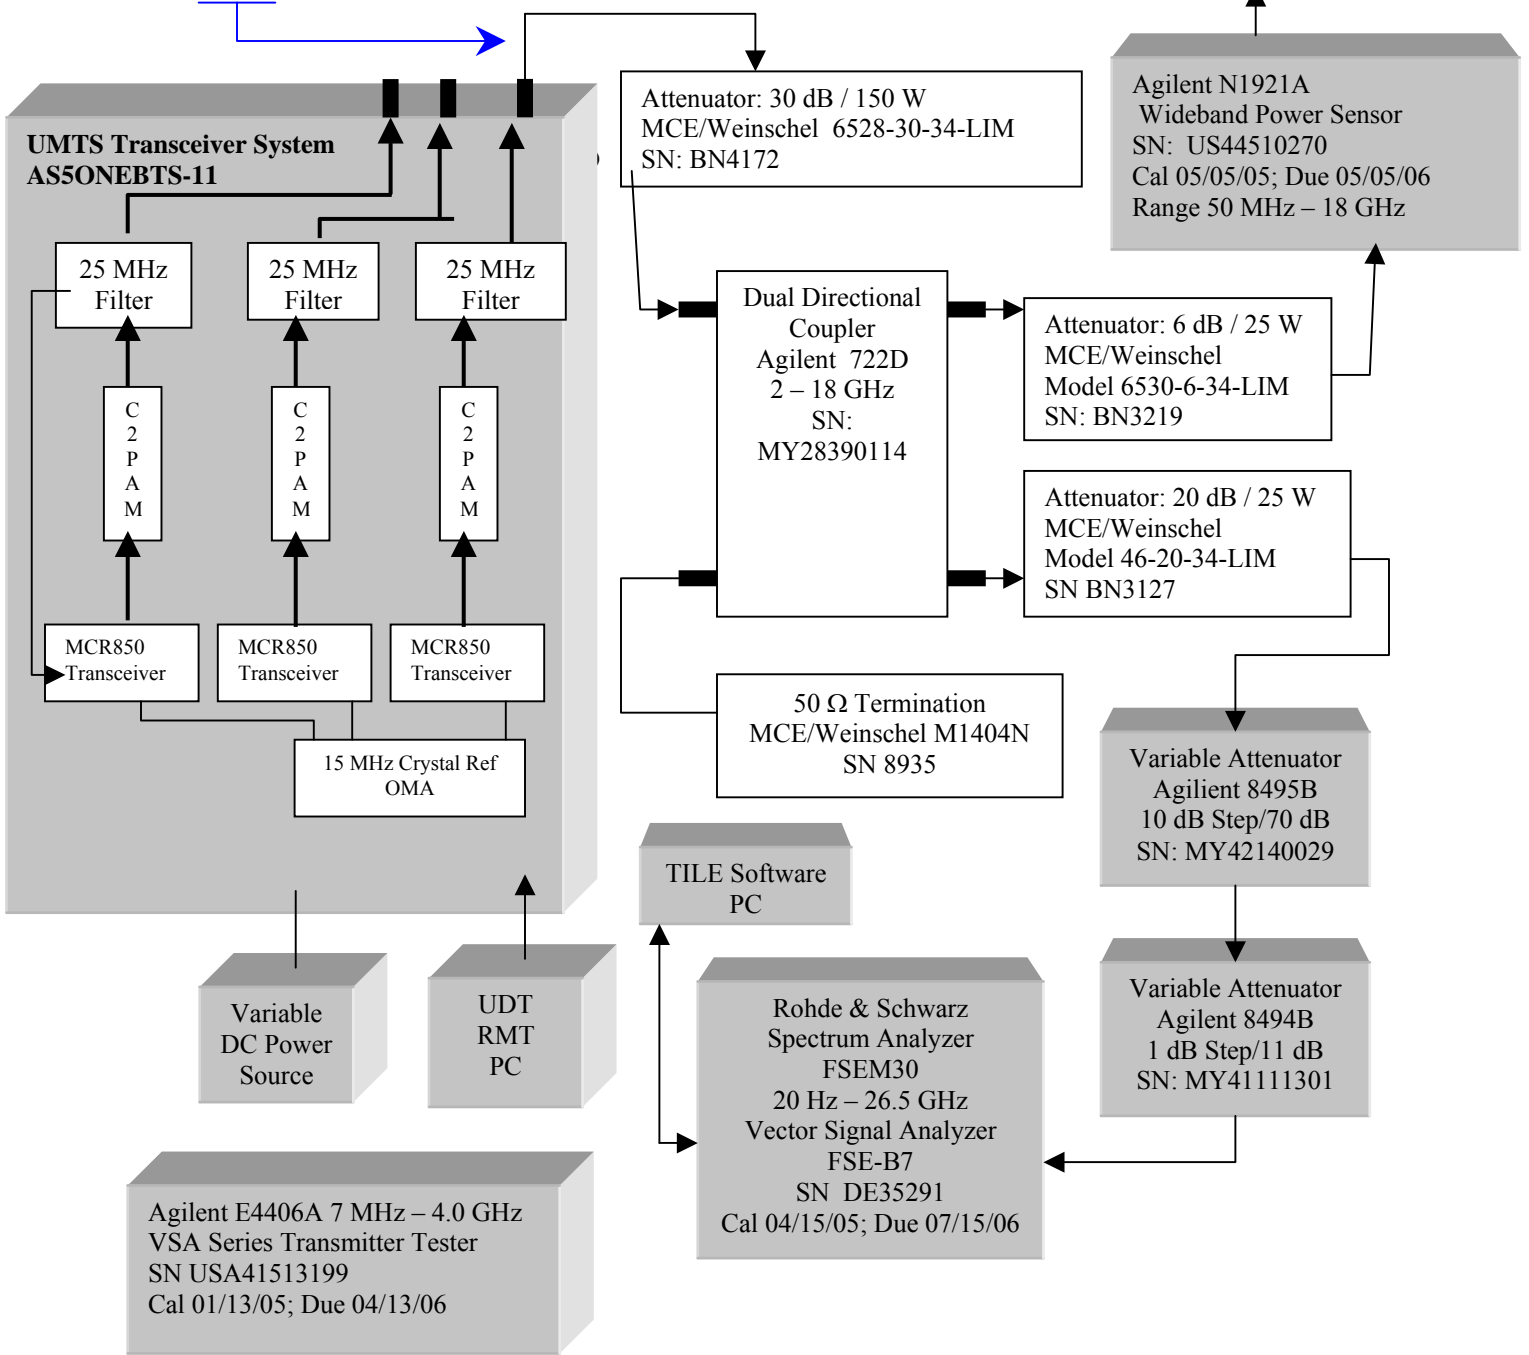 UMTS Transceiver System
AS5ONEBTS-11
25 MHz
Filter
25 MHz
Filter
25 MHz
Filter
C
2
P
A
M
C
2
P
A
M
C
2
P
A
M
MCR850
Transceiver
MCR850
Transceiver
MCR850
Transceiver
15 MHz Crystal Ref
OMA
Variable
DC Power
Source
UDT
RMT
PC
Agilent E4406A 7 MHz – 4.0 GHz
VSA Series Transmitter Tester
SN USA41513199
Cal 01/13/05; Due 04/13/06
Attenuator: 30 dB / 150 W
MCE/Weinschel 6528-30-34-LIM
SN: BN4172
Dual Directional
Coupler
Agilent 722D
2 – 18 GHz
SN:
MY28390114
50 Ω Termination
MCE/Weinschel M1404N
SN 8935
TILE Software
PC
Rohde & Schwarz
Spectrum Analyzer
FSEM30
20 Hz – 26.5 GHz
Vector Signal Analyzer
FSE-B7
SN DE35291
Cal 04/15/05; Due 07/15/06
Agilent N1921A
Wideband Power Sensor
SN: US44510270
Cal 05/05/05; Due 05/05/06
Range 50 MHz – 18 GHz
Attenuator: 6 dB / 25 W
MCE/Weinschel
Model 6530-6-34-LIM
SN: BN3219
Attenuator: 20 dB / 25 W
MCE/Weinschel
Model 46-20-34-LIM
SN BN3127
Variable Attenuator
Agilient 8495B
10 dB Step/70 dB
SN: MY42140029
Variable Attenuator
Agilent 8494B
1 dB Step/11 dB
SN: MY41111301